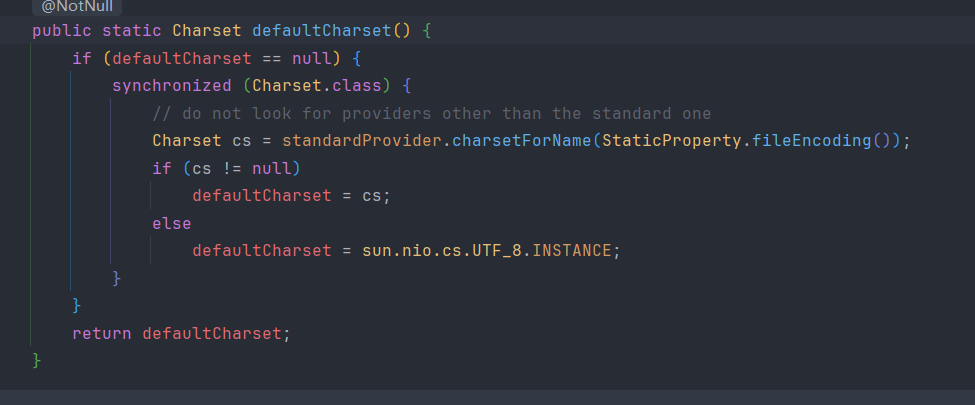 @NotNull
public static Charset defaultCharset() {
if (defaultCharset == null) {
synchronized (Charset.class) {
// do not look for providers other than the standard one
Charset cs = standardProvider.charsetForName(StaticProperty.fileEncoding());
if (cs != null)
defaultCharset = cs;
else
defaultCharset = sun.nio.cs.UTF_8.INSTANCE;
}
}
return defaultCharset;
}